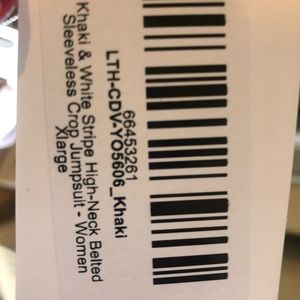 66453261
LTH-CDV-YO5606_Khaki
Khaki & White Stripe High-Neck Belted
Sleeveless Crop Jumpsuit - Women
Xlarge